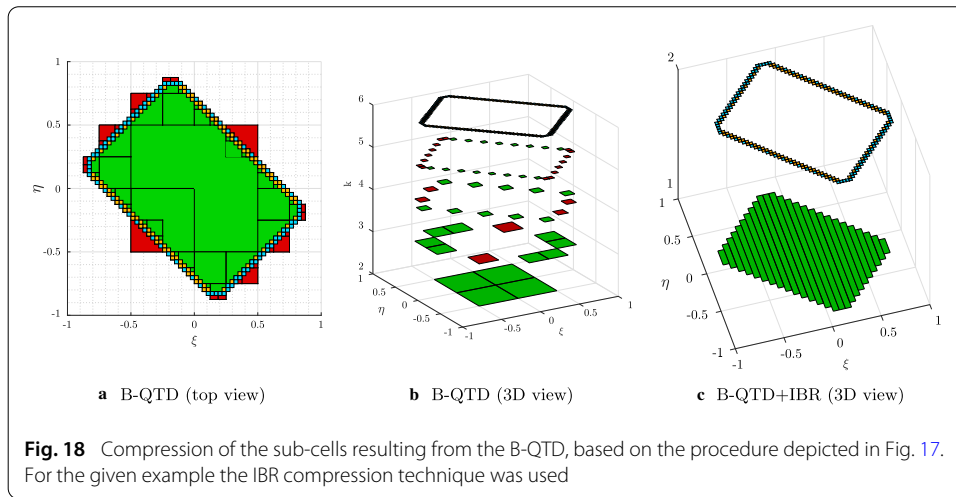 1
0.5
0
-0.5
-1
-1 -0.5 0 0.5 1
η
ξ
6
5
4
3
2
k
1
0.5
0
-0.5
-1
η
-1
-0.5
0
0.5
1
ξ
2
1
1
0.5
0
-0.5
-1
η
-1
-0.5
0
0.5
1
ξ
a B-QTD (top view)
b B-QTD (3D view)
c B-QTD+IBR (3D view)
Fig. 18 Compression of the sub-cells resulting from the B-QTD, based on the procedure depicted in Fig. 17.
For the given example the IBR compression technique was used